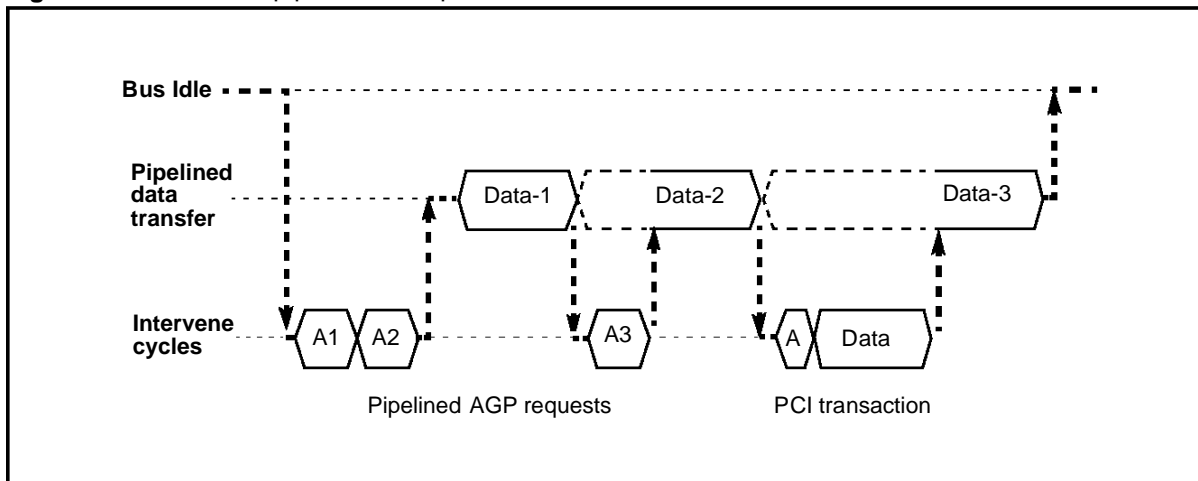 Bus Idle
Pipelined
data
transfer
Data-1
Data-2
Data-3
Intervene
cycles
A1
A2
A3
A
Data
Pipelined AGP requests
PCI transaction